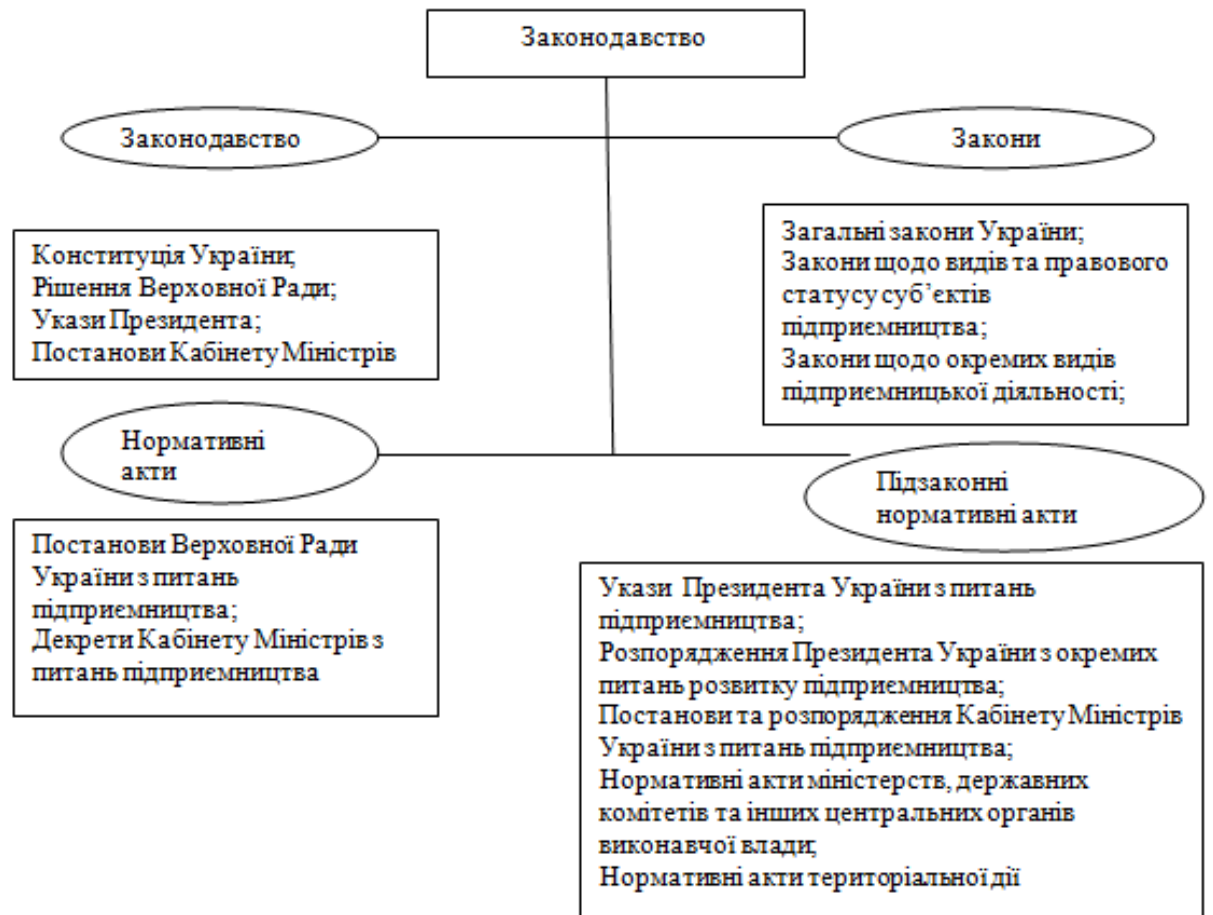 Законодавство
Законодавство
Закони
Конституція України;
Рішення Верховної Ради;
Укази Президента;
Постанови Кабінету Міністрів
Загальні закони України;
Закони щодо видів та правового
статусу суб’єктів
підприємництва;
Закони щодо окремих видів
підприємницької діяльності;
Нормативні
акти
Підзаконні
нормативні акти
Постанови Верховної Ради
України з питань
підприємництва;
Декрети Кабінету Міністрів з
питань підприємництва
Укази Президента України з питань
підприємництва;
Розпорядження Президента України з окремих
питань розвитку підприємництва;
Постанови та розпорядження Кабінету Міністрів
України з питань підприємництва;
Нормативні акти міністерств, державних
комітетів та інших центральних органів
виконавчої влади;
Нормативні акти територіальної дії